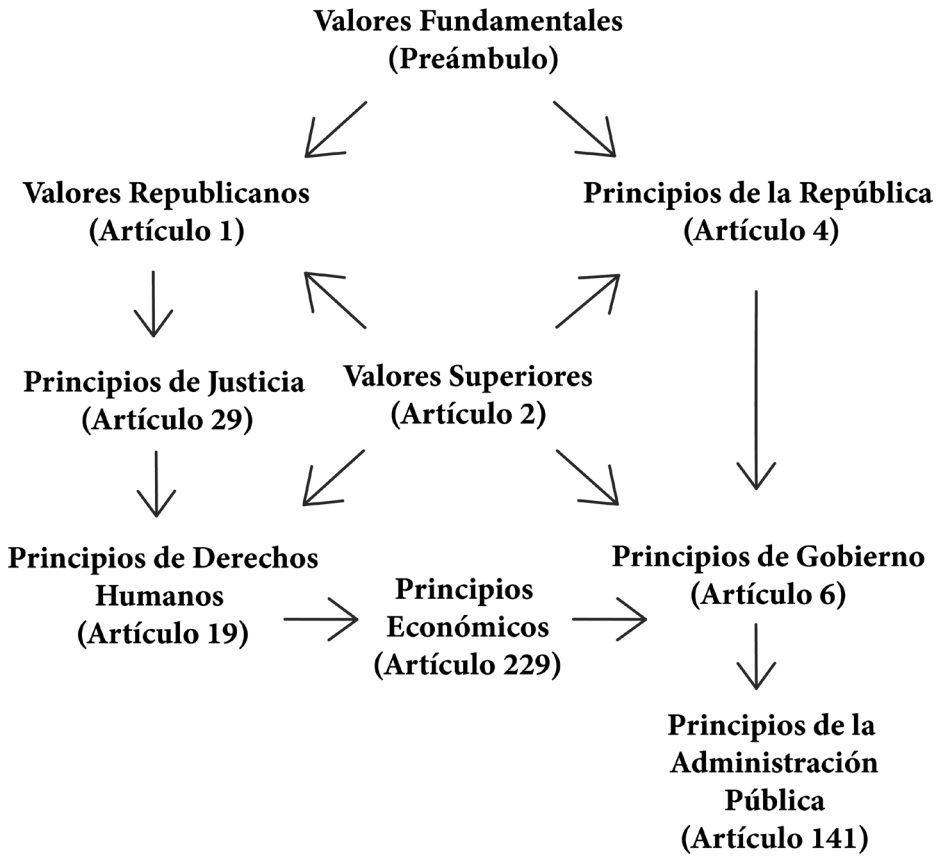 Valores Fundamentales
(Preámbulo)
Valores Republicanos
(Artículo 1)
Principios de la República
(Artículo 4)
Principios de Justicia
(Artículo 29)
Valores Superiores
(Artículo 2)
Principios de Derechos
Humanos
(Artículo 19)
Principios
Económicos
(Artículo 229)
Principios de Gobierno
(Artículo 6)
Principios de la
Administración
Pública
(Artículo 141)